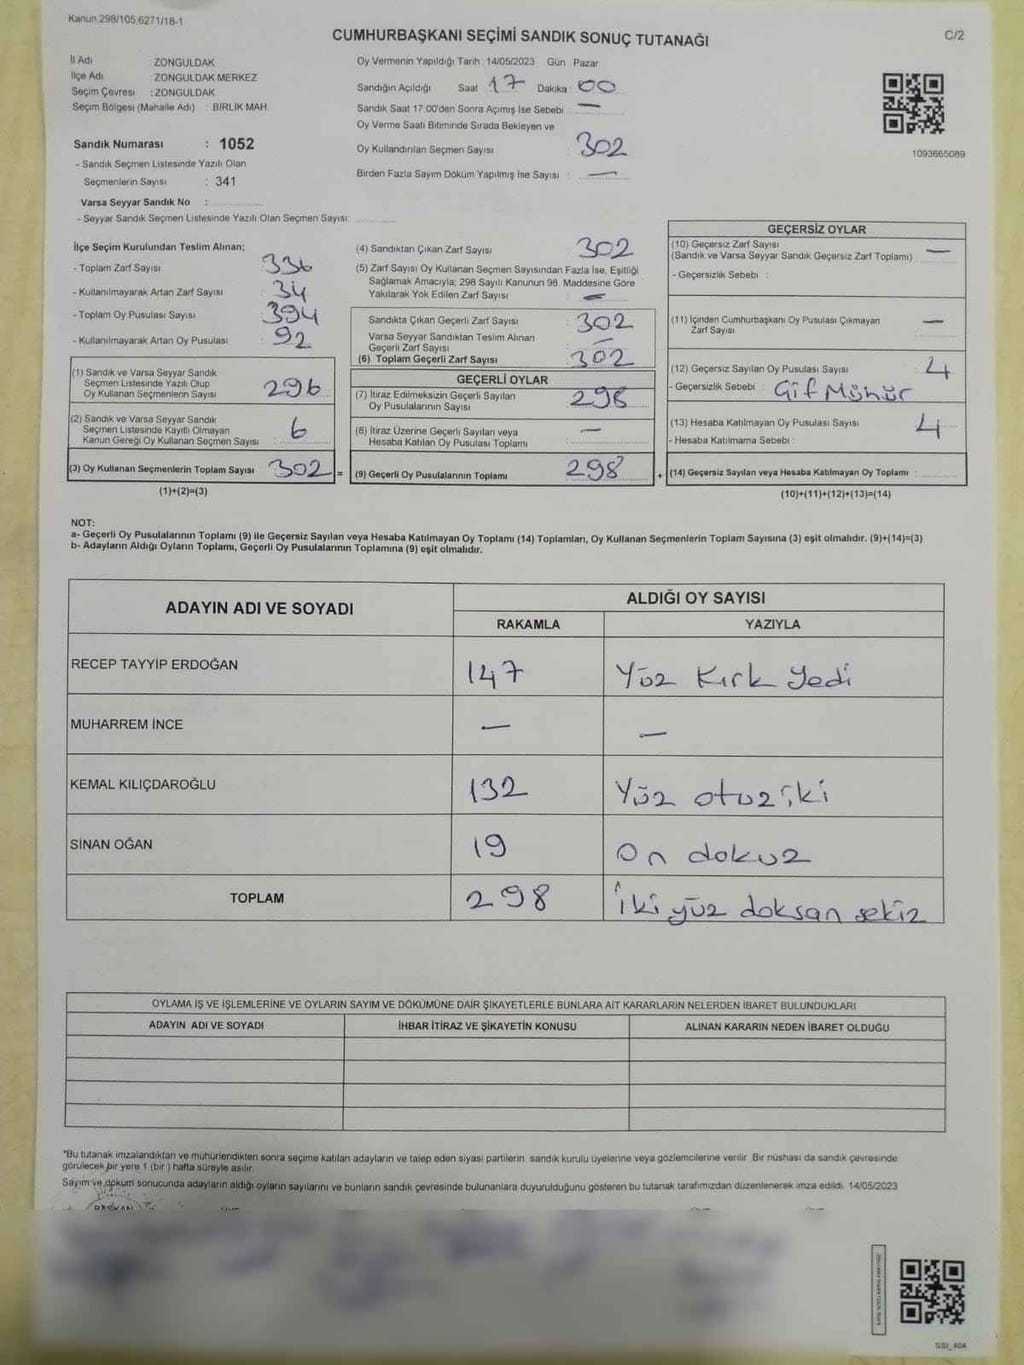 Kanun 298/105,6271/18-1
CUMHURBAŞKANI SEÇİMİ SANDIK SONUÇ TUTANAĞI
C/2
İl Adı : ZONGULDAK
İlçe Adı : ZONGULDAK MERKEZ
Seçim Çevresi : ZONGULDAK
Seçim Bölgesi (Mahalle Adı) : BİRLİK MAH.
Sandık Numarası : 1052
- Sandık Seçmen Listesinde Yazılı Olan
Seçmenlerin Sayısı : 341
Varsa Seyyar Sandık No :
- Seyyar Sandık Seçmen Listesinde Yazılı Olan Seçmen Sayısı:
Oy Vermenin Yapıldığı Tarih : 14/05/2023 Gün : Pazar
Sandığın Açıldığı Saat 17 Dakika : 00
Sandık Saat 17:00'den Sonra Açımış İse Sebebi : —
Oy Verme Saati Bitiminde Sırada Bekleyen ve
Oy Kullandırılan Seçmen Sayısı : 302
Birden Fazla Sayım Döküm Yapılmış İse Sayısı : —
1093665089
İlçe Seçim Kurulundan Teslim Alınan;
- Toplam Zarf Sayısı : 336
- Kullanılmayarak Artan Zarf Sayısı : 34
- Toplam Oy Pusulası Sayısı : 394
- Kullanılmayarak Artan Oy Pusulası : 92
(1) Sandık ve Varsa Seyyar Sandık
Seçmen Listesinde Yazılı Olup
Oy Kullanan Seçmenlerin Sayısı : 296
(2) Sandık ve Varsa Seyyar Sandık
Seçmen Listesinde Kayıtlı Olmayan
Kanun Gereği Oy Kullanan Seçmen Sayısı : 6
(3) Oy Kullanan Seçmenlerin Toplam Sayısı : 302 =
(1)+(2)=(3)
(4) Sandıktan Çıkan Zarf Sayısı : 302
(5) Zarf Sayısı Oy Kullanan Seçmen Sayısından Fazla İse, Eşitliği
Sağlamak Amacıyla; 298 Sayılı Kanunun 98. Maddesine Göre
Yakılarak Yok Edilen Zarf Sayısı : —
Sandıkta Çıkan Geçerli Zarf Sayısı : 302
Varsa Seyyar Sandıktan Teslim Alınan
Geçerli Zarf Sayısı : —
(6) Toplam Geçerli Zarf Sayısı : 302
GEÇERLİ OYLAR
(7) İtiraz Edilmeksizin Geçerli Sayılan
Oy Pusulalarının Sayısı : 298
(8) İtiraz Üzerine Geçerli Sayılan veya
Hesaba Katılan Oy Pusulası Toplamı : —
(9) Geçerli Oy Pusulalarının Toplamı : 298 +
GEÇERSİZ OYLAR
(10) Geçersiz Zarf Sayısı
(Sandık ve Varsa Seyyar Sandık Geçersiz Zarf Toplamı) : —
- Geçersizlik Sebebi :
(11) İçinden Cumhurbaşkanı Oy Pusulası Çıkmayan
Zarf Sayısı : —
(12) Geçersiz Sayılan Oy Pusulası Sayısı : 4
- Geçersizlik Sebebi : Çift Mühür
(13) Hesaba Katılmayan Oy Pusulası Sayısı : 4
- Hesaba Katılmama Sebebi :
(14) Geçersiz Sayılan veya Hesaba Katılmayan Oy Toplamı :
(10)+(11)+(12)+(13)=(14)
NOT:
a- Geçerli Oy Pusulalarının Toplamı (9) ile Geçersiz Sayılan veya Hesaba Katılmayan Oy Toplamı (14) Toplamları, Oy Kullanan Seçmenlerin Toplam Sayısına (3) eşit olmalıdır. (9)+(14)=(3)
b- Adayların Aldığı Oyların Toplamı, Geçerli Oy Pusulalarının Toplamına (9) eşit olmalıdır.
ADAYIN ADI VE SOYADI
ALDIĞI OY SAYISI
RAKAMLA YAZIYLA
RECEP TAYYİP ERDOĞAN 147 Yüz Kırk Yedi
MUHARREM İNCE — —
KEMAL KILIÇDAROĞLU 132 Yüz otuz iki
SİNAN OĞAN 19 On dokuz
TOPLAM 298 İki yüz doksan sekiz
OYLAMA İŞ VE İŞLEMLERİNE VE OYLARIN SAYIM VE DÖKÜMÜNE DAİR ŞİKAYETLERLE BUNLARA AİT KARARLARIN NELERDEN İBARET BULUNDUKLARI
ADAYIN ADI VE SOYADI İHBAR İTİRAZ VE ŞİKAYETİN KONUSU ALINAN KARARIN NEDEN İBARET OLDUĞU
*Bu tutanak imzalandıktan ve mühürlendikten sonra seçime katılan adayların ve talep eden siyasi partilerin sandık kurulu üyelerine veya gözlemcilerine verilir. Bir nüshası da sandık çevresinde
görülecek bir yere 1 (bir ) hafta süreyle asılır.
Sayım ve döküm sonucunda adayların aldığı oyların sayılarını ve bunların sandık çevresinde bulunanlara duyurulduğunu gösteren bu tutanak tarafımızdan düzenlenerek imza edildi. 14/05/2023
BAŞKAN
SSI_404